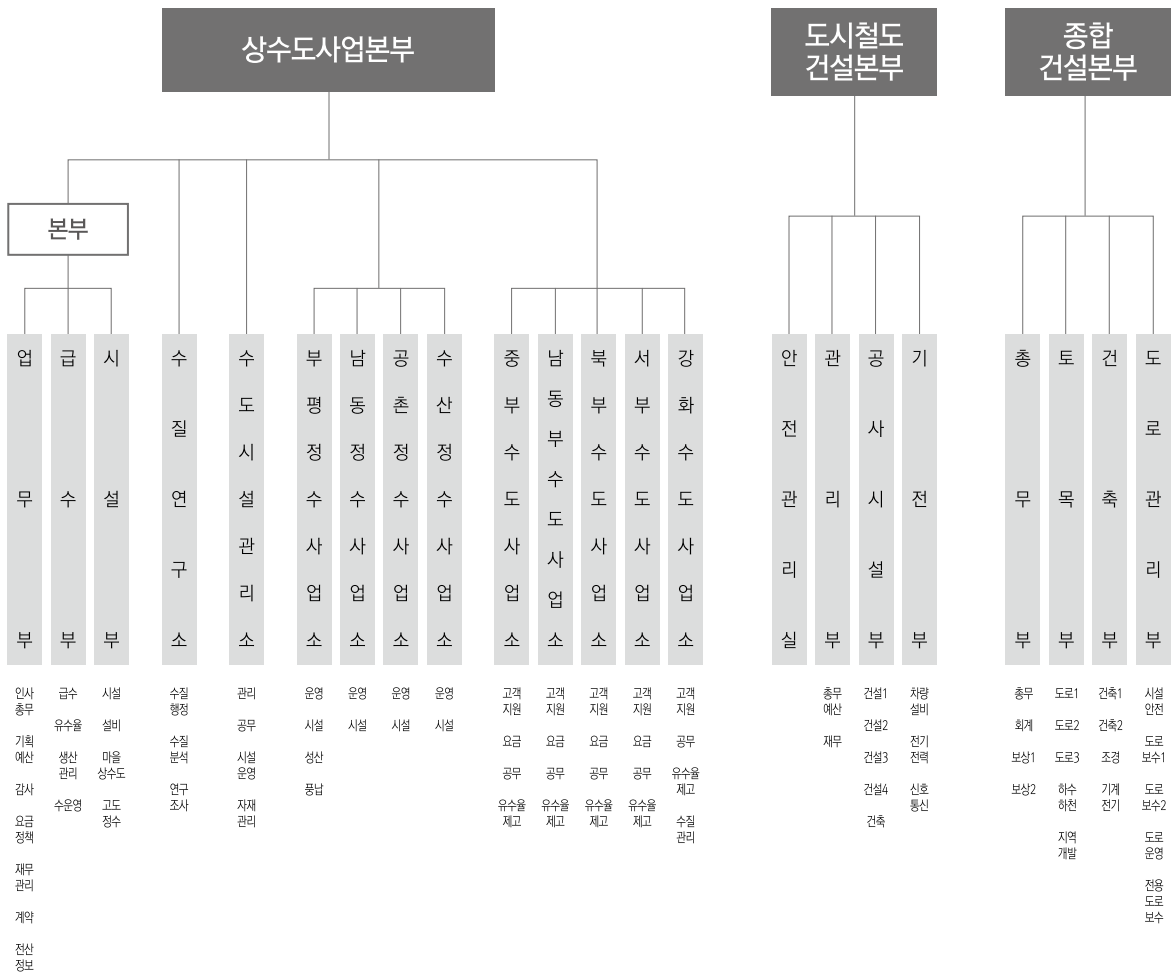 상수도사업본부
도시철도
건설본부
종합
건설본부
본부
업무부
급수부
시설부
수질연구소
수도시설관리소
부평정수사업소
남동정수사업소
공촌정수사업소
수산정수사업소
중부수도사업소
남동부수도사업소
북부수도사업소
서부수도사업소
강화수도사업소
안전관리실
관리부
공사시설부
기전부
총무부
토목부
건축부
도로관리부
인사
총무
기획
예산
감사
요금
정책
재무
관리
계약
전산
정보
급수
유수율
생산
관리
수운영
시설
설비
마을
상수도
고도
정수
수질
행정
수질
분석
연구
조사
관리
공무
시설
운영
자재
관리
운영
시설
성산
풍납
운영
시설
운영
시설
운영
시설
고객
지원
요금
공무
유수율
제고
고객
지원
요금
공무
유수율
제고
고객
지원
요금
공무
유수율
제고
고객
지원
요금
공무
유수율
제고
고객
지원
공무
유수율
제고
수질
관리
총무
예산
재무
건설1
건설2
건설3
건설4
건축
차량
설비
전기
전력
신호
통신
총무
회계
보상1
보상2
도로1
도로2
도로3
하수
하천
지역
개발
건축1
건축2
조경
기계
전기
시설
안전
도로
보수1
도로
보수2
도로
운영
전용
도로
보수